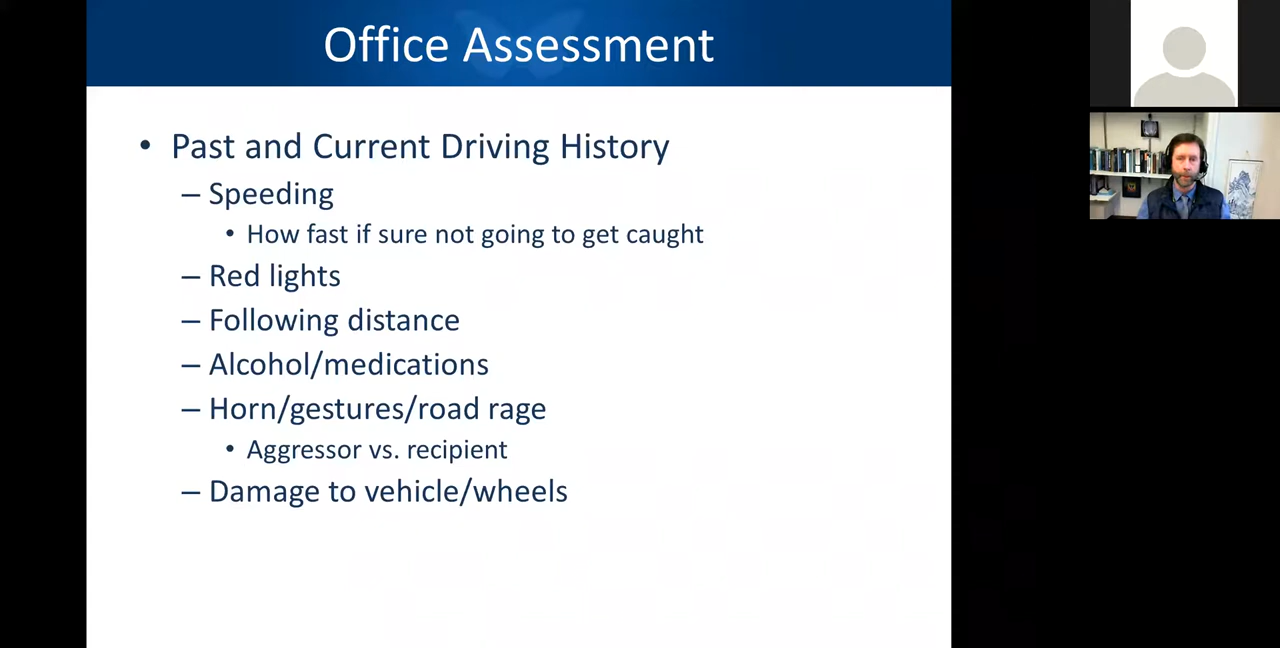 Office Assessment
• Past and Current Driving History
– Speeding
• How fast if sure not going to get caught
– Red lights
– Following distance
– Alcohol/medications
– Horn/gestures/road rage
• Aggressor vs. recipient
– Damage to vehicle/wheels